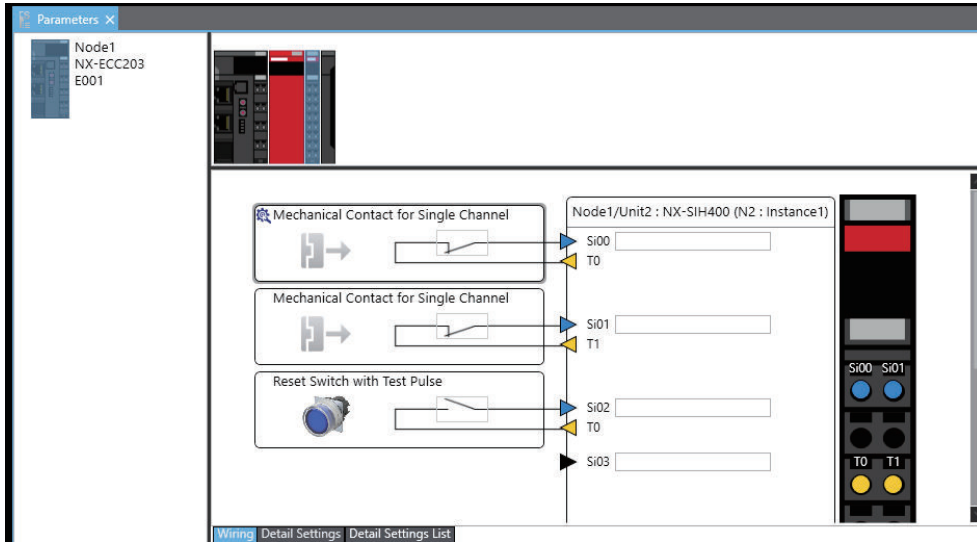 Parameters X
Node1
NX-ECC203
E001
Mechanical Contact for Single Channel
Node1/Unit2 : NX-SIH400 (N2 : Instance1)
Si00
T0
Mechanical Contact for Single Channel
Si01
T1
Si00 Si01
Reset Switch with Test Pulse
Si02
T0
Si03
T0 T1
Wiring Detail Settings Detail Settings List